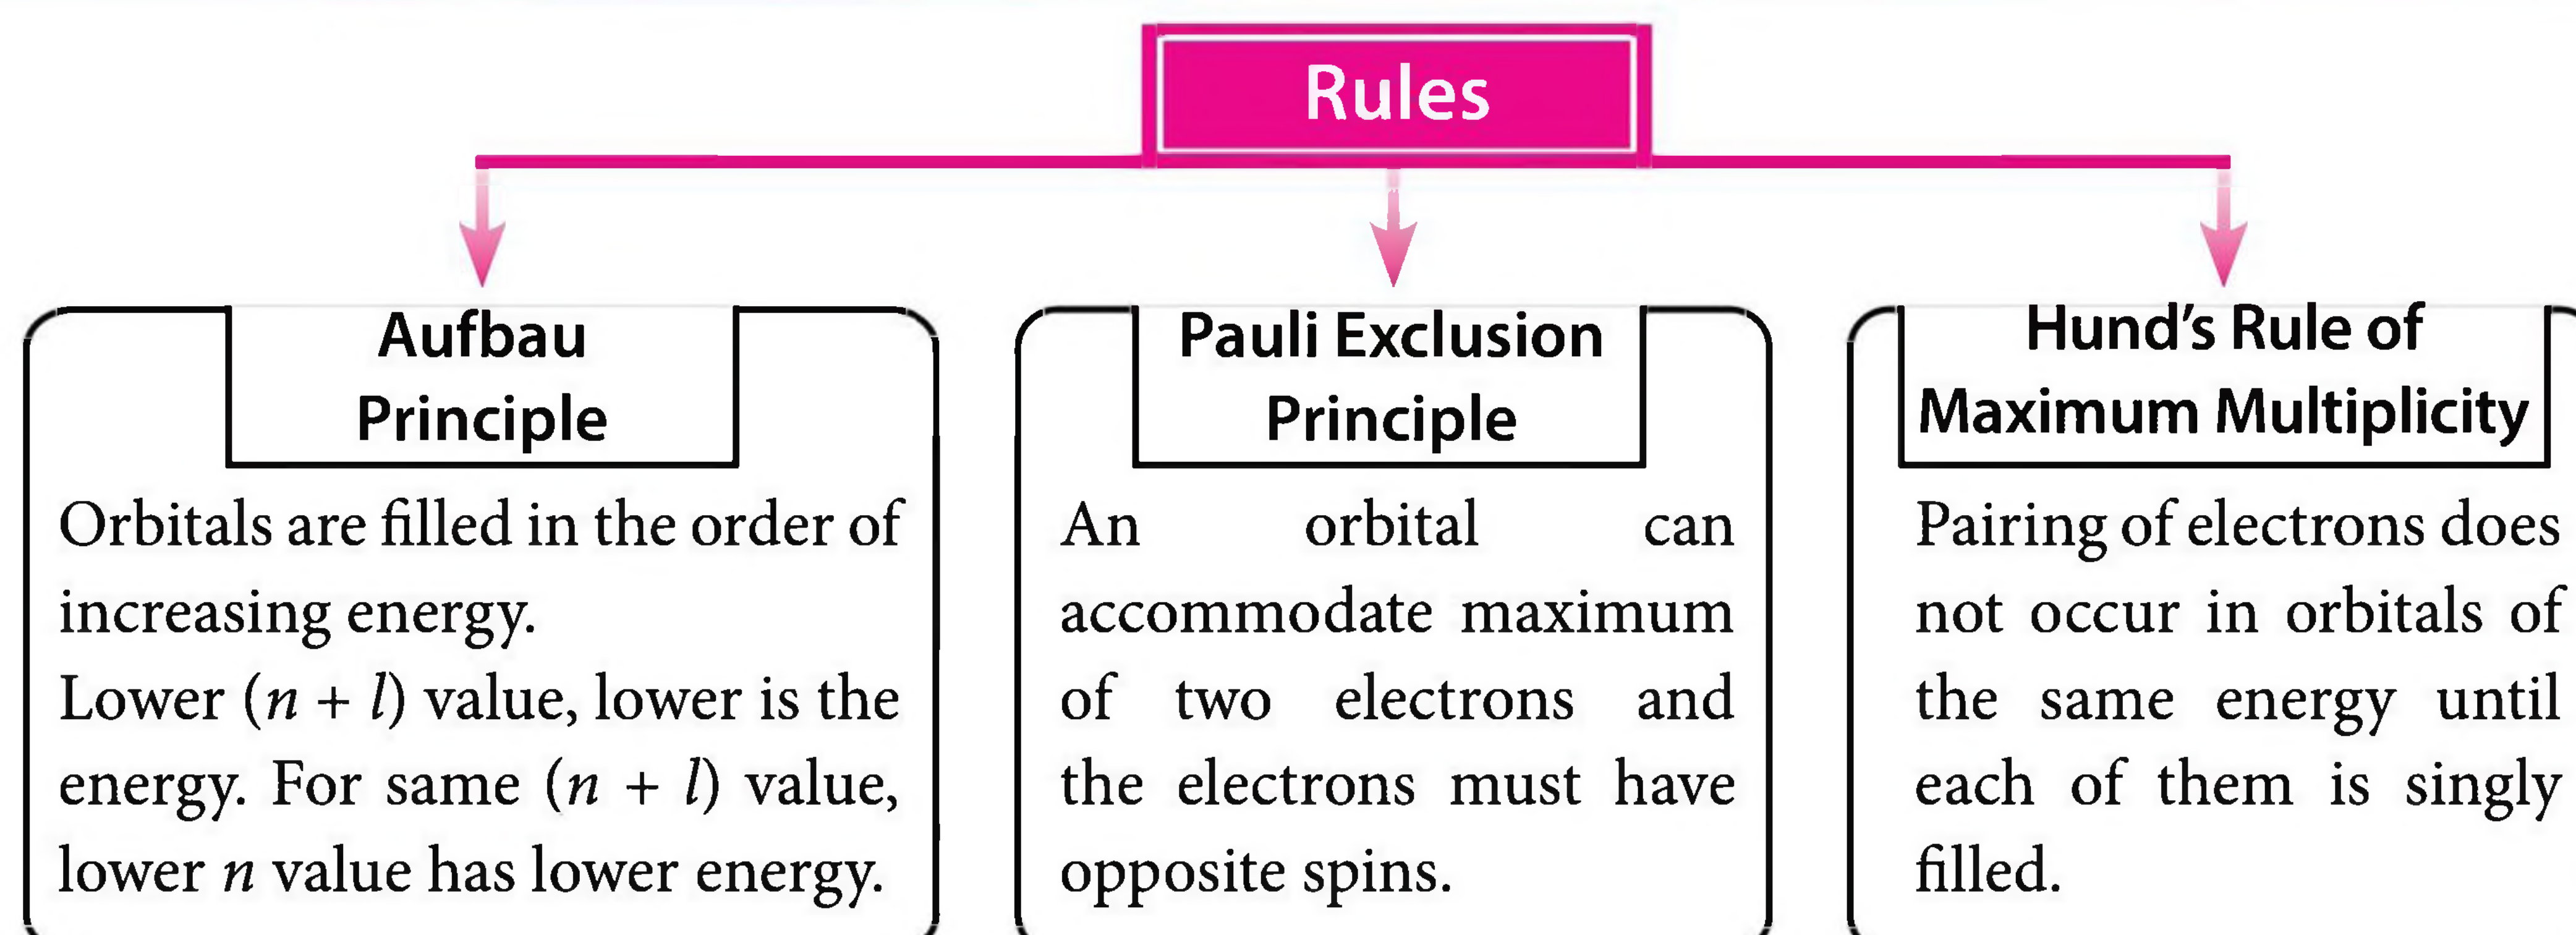 Rules
Aufbau
Principle
Orbitals are filled in the order of
increasing energy.
Lower (n + l) value, lower is the
energy. For same (n + l) value,
lower n value has lower energy.
Pauli Exclusion
Principle
An orbital can
accommodate maximum
of two electrons and
the electrons must have
opposite spins.
Hund's Rule of
Maximum Multiplicity
Pairing of electrons does
not occur in orbitals of
the same energy until
each of them is singly
filled.